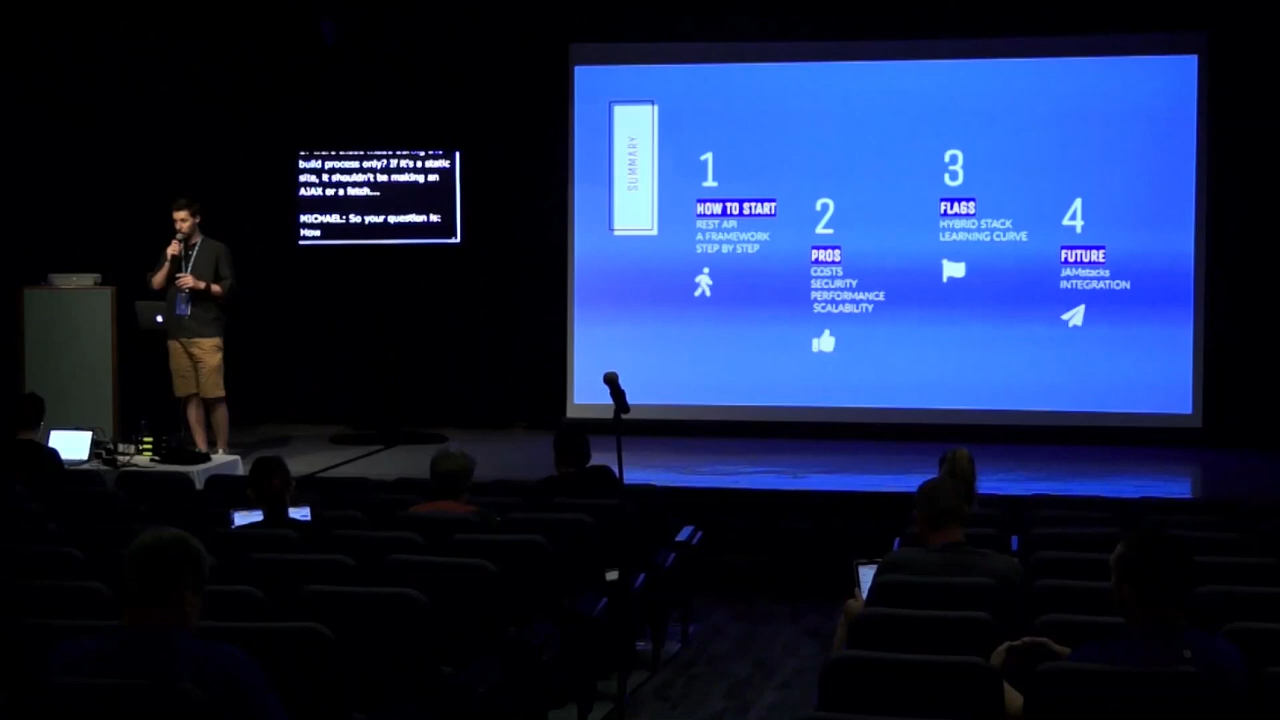 build process only? If it's a static
site, it shouldn't be making an
AJAX or a fetch....
MICHAEL: So your question is:
How
SUMMARY
1
HOW TO START
REST API
A FRAMEWORK
STEP BY STEP
2
PROS
COSTS
SECURITY
PERFORMANCE
SCALABILITY
3
FLAGS
HYBRID STACK
LEARNING CURVE
4
FUTURE
JAMstacks
INTEGRATION